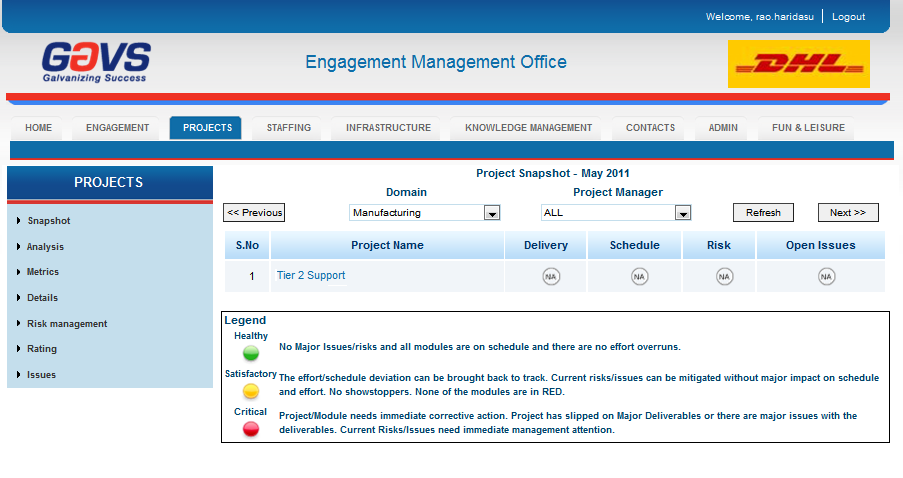 Welcome, rao.haridasu
Logout
GAVS
Galvanizing Success
Engagement Management Office
DHL
HOME
ENGAGEMENT
PROJECTS
STAFFING
INFRASTRUCTURE
KNOWLEDGE MANAGEMENT
CONTACTS
ADMIN
FUN & LEISURE
PROJECTS
Snapshot
Analysis
Metrics
Details
Risk management
Rating
Issues
Project Snapshot - May 2011
Domain
Project Manager
<< Previous
Manufacturing
ALL
Refresh
Next >>
S.No
Project Name
Delivery
Schedule
Risk
Open Issues
1
Tier 2 Support
NA
NA
NA
NA
Legend
Healthy
No Major Issues/risks and all modules are on schedule and there are no effort overruns.
Satisfactory
The effort/schedule deviation can be brought back to track. Current risks/issues can be mitigated without major impact on schedule
and effort. No showstoppers. None of the modules are in RED.
Critical
Project/Module needs immediate corrective action. Project has slipped on Major Deliverables or there are major issues with the
deliverables. Current Risks/Issues need immediate management attention.